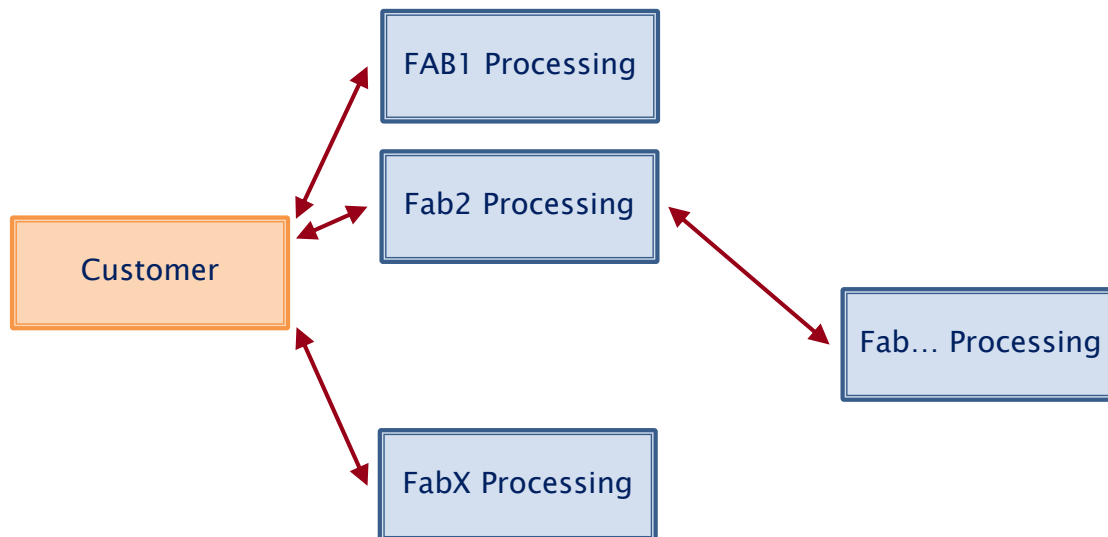 FAB1 Processing
Fab2 Processing
Customer
Fab... Processing
FabX Processing